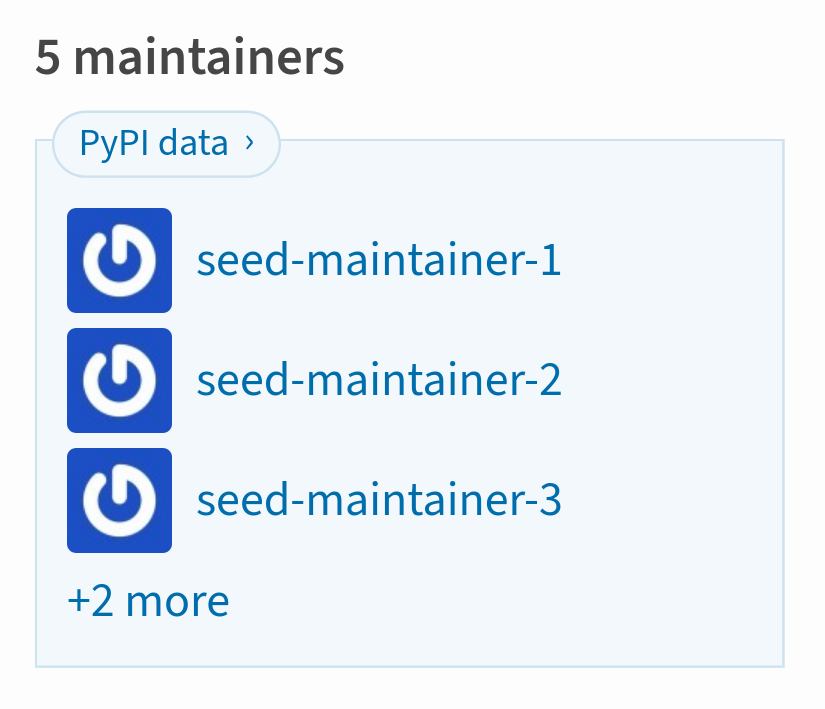 5 maintainers
PyPI data ›
seed-maintainer-1
seed-maintainer-2
seed-maintainer-3
+2 more